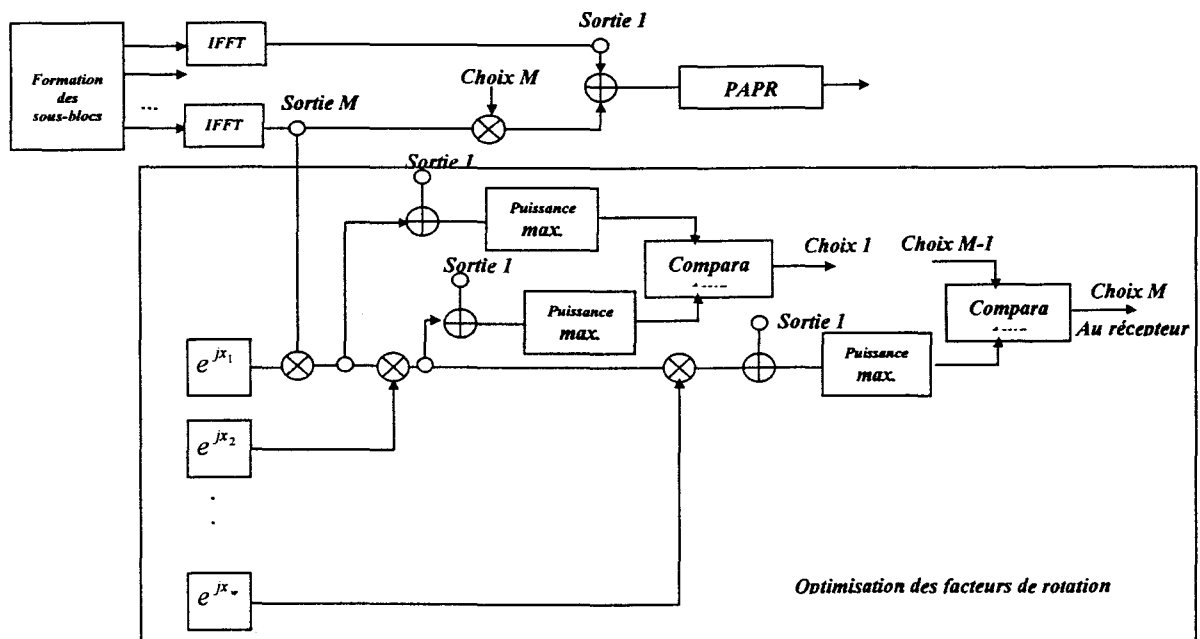 Sortie 1
IFFT
Formation
des
sous-blocs
Choix M
PAPR
...
IFFT
Sortie M
Sortie 1
Puissance
max.
Sortie 1
Compara
Choix 1
Choix M-1
Puissance
max.
Sortie 1
Compara
Choix M
Au récepteur
Puissance
max.
e^{jx_1}
e^{jx_2}
.
.
e^{jx
Optimisation des facteurs de rotation